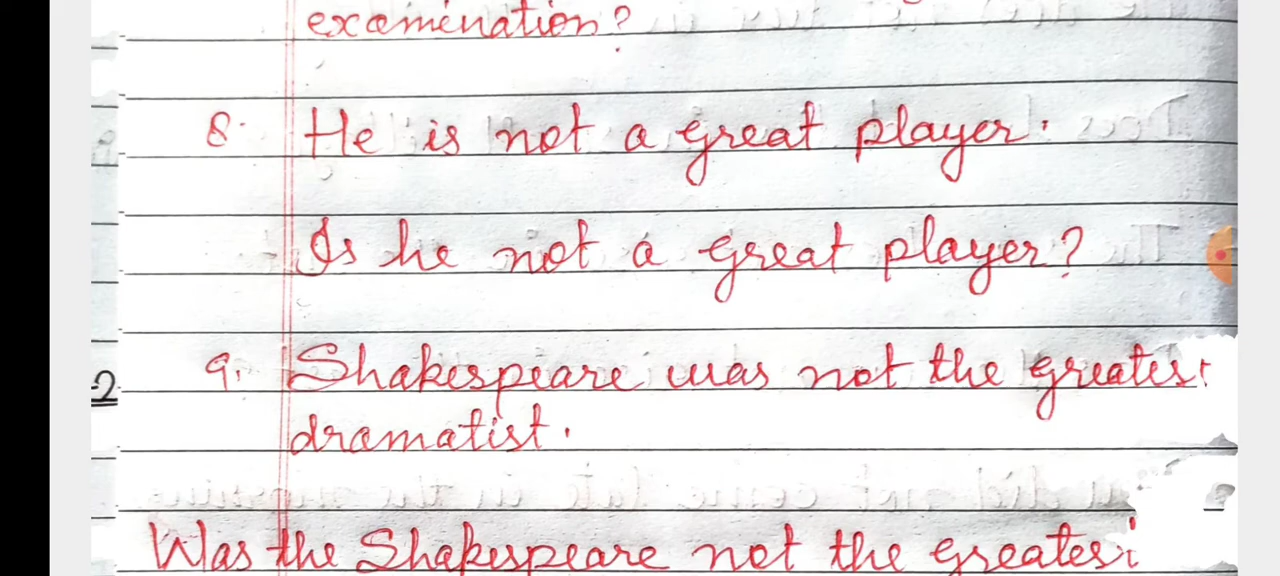 examination?
8. He is not a great player.
Is he not a great player?
9. Shakespeare was not the greatest
2
dramatist.
Was the Shakespeare not the greatest